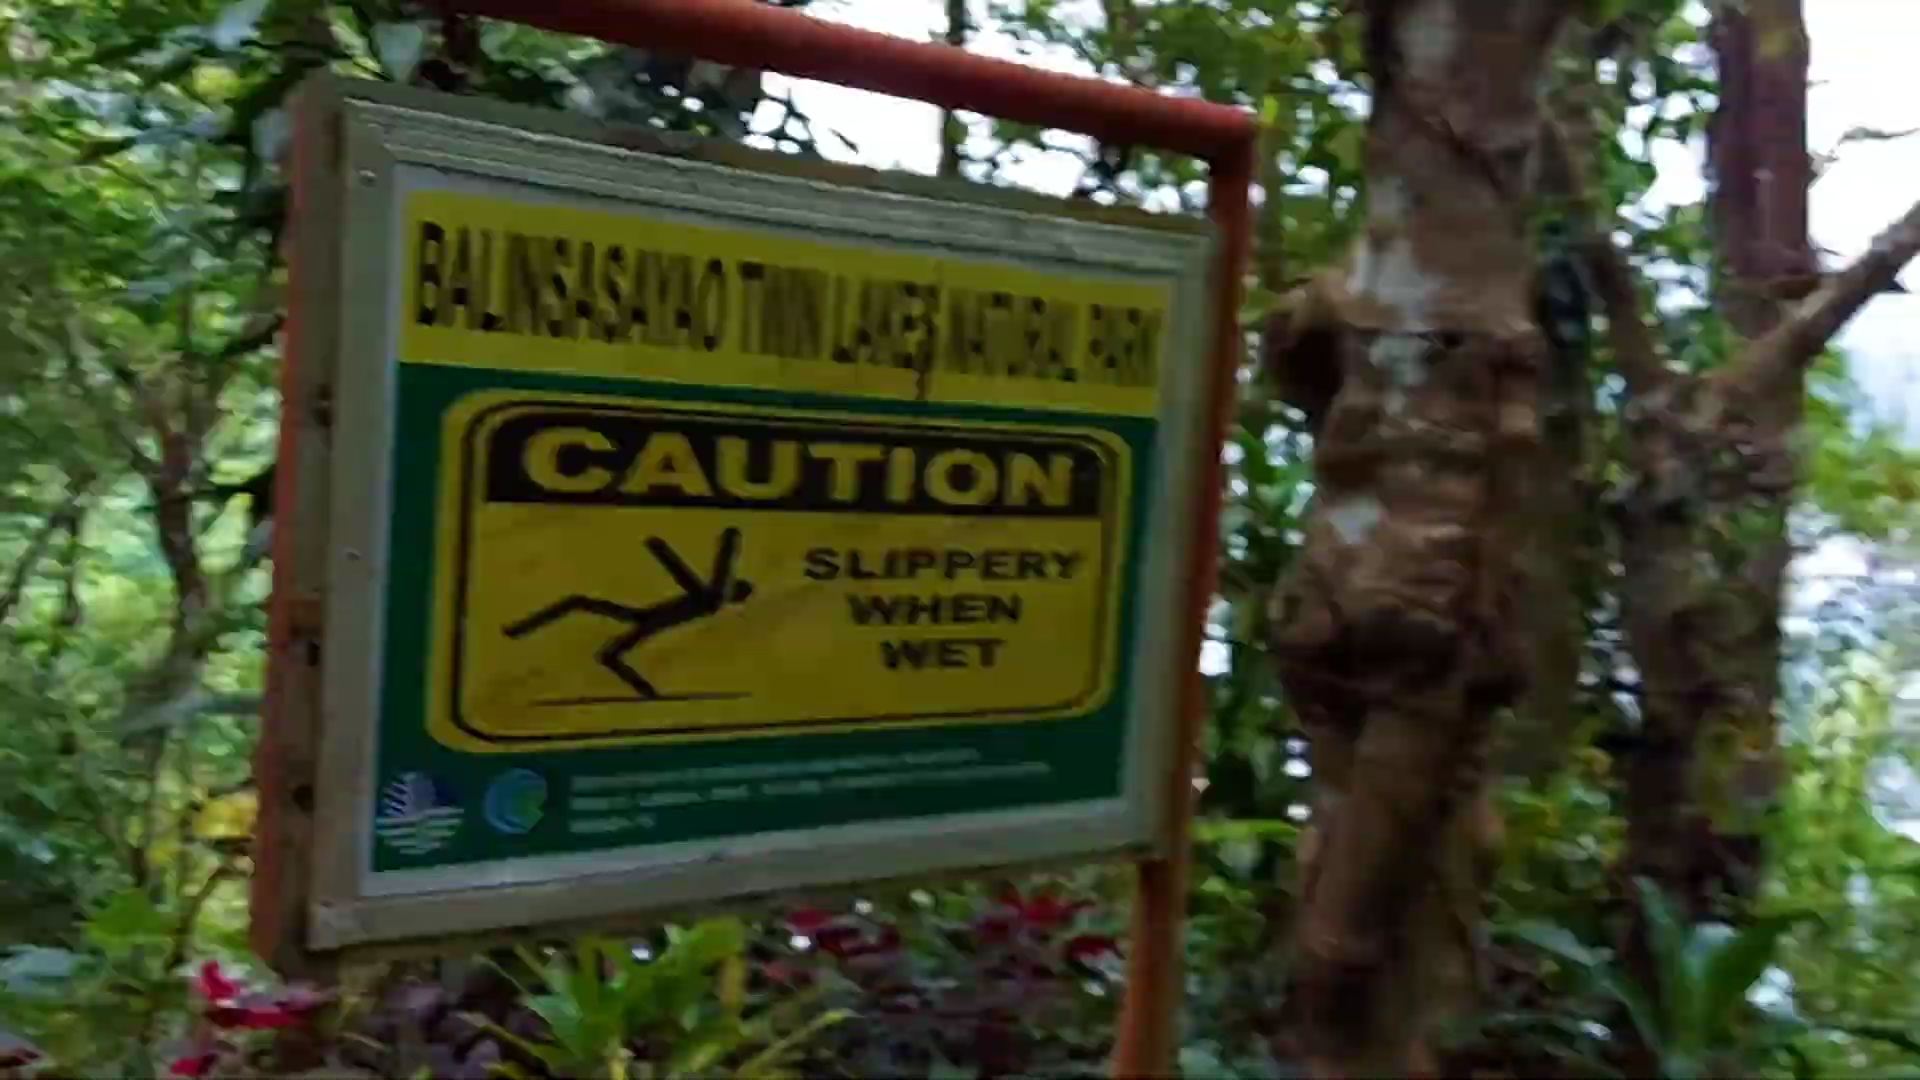 BALINSASAYAO TWIN LAKES NATURAL PARK
CAUTION
SLIPPERY
WHEN
WET